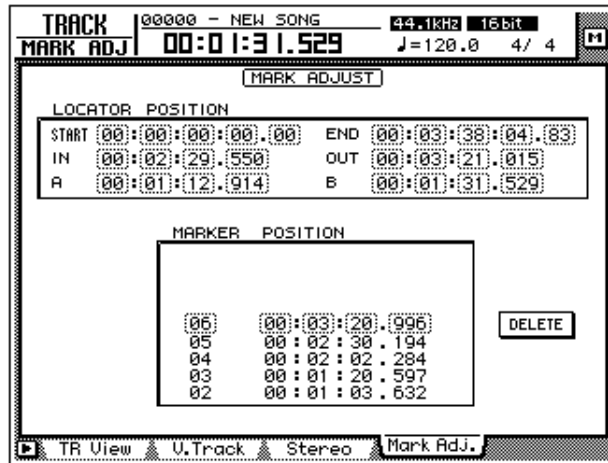 TRACK
MARK ADJ
00000 - NEW SONG
00:01:31.529
44.1kHz 16bit
♩=120.0 4/ 4
M
MARK ADJUST
LOCATOR POSITION
START 00:00:00:00.00 END 00:03:38:04.83
IN 00:02:29.550 OUT 00:03:21.015
A 00:01:12.914 B 00:01:31.529
MARKER POSITION
06 00:03:20.996
05 00:02:30.194
04 00:02:02.284
03 00:01:20.597
02 00:01:03.632
DELETE
TR View V.Track Stereo Mark Adj.